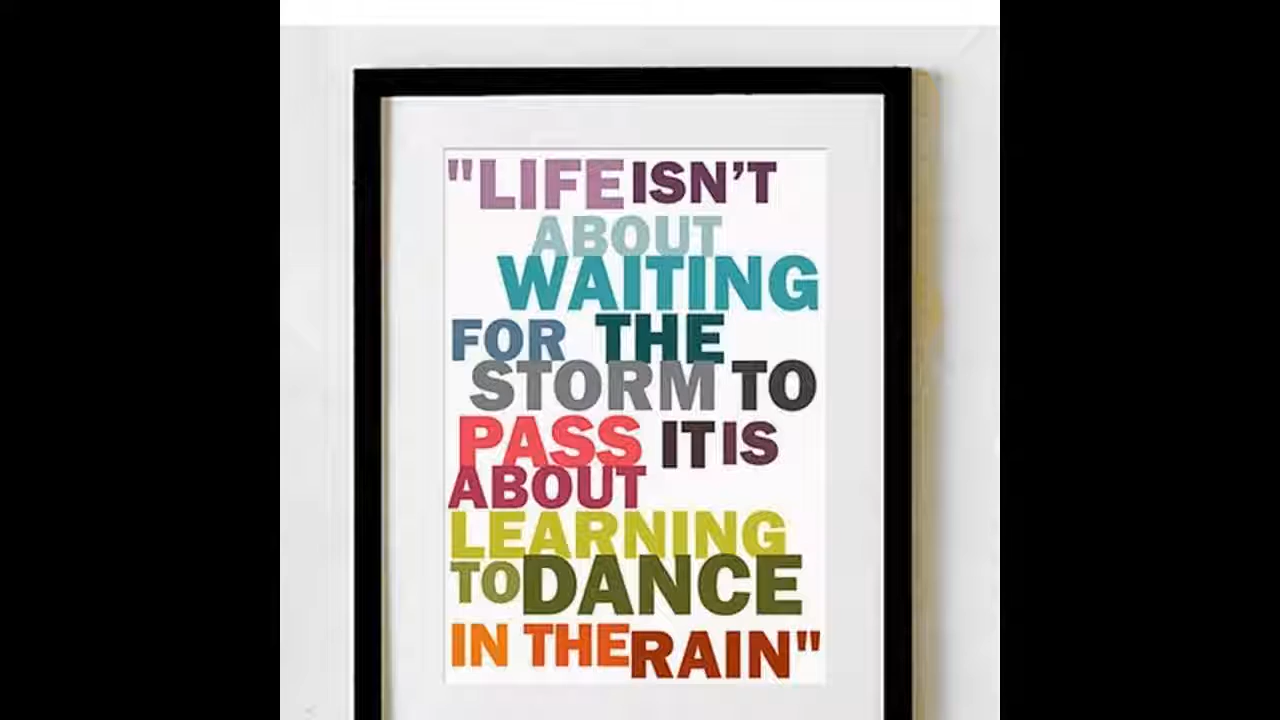 "LIFE ISN'T
ABOUT
WAITING
FOR THE
STORM TO
PASS IT IS
ABOUT
LEARNING
TO DANCE
IN THE RAIN"